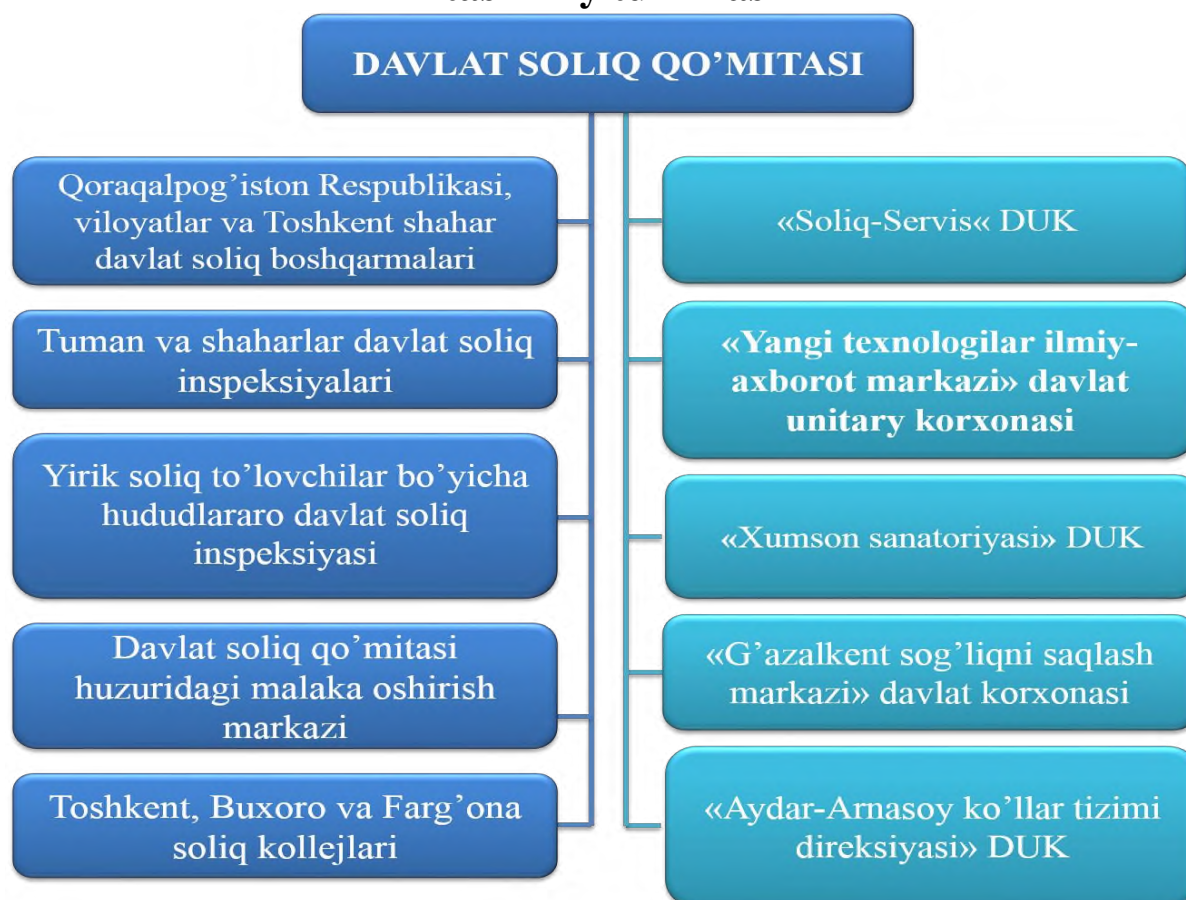 DAVLAT SOLIQ QO’MITASI
Qoraqalpog’iston Respublikasi,
viloyatlar va Toshkent shahar
davlat soliq boshqarmalari
Tuman va shaharlar davlat soliq
inspeksiyalari
Yirik soliq to’lovchilar bo’yicha
hududlararo davlat soliq
inspeksiyasi
Davlat soliq qo’mitasi
huzuridagi malaka oshirish
markazi
Toshkent, Buxoro va Farg’ona
soliq kollejlari
«Soliq-Servis« DUK
«Yangi texnologilar ilmiy-
axborot markazi» davlat
unitary korxonasi
«Xumson sanatoriyasi» DUK
«G’azalkent sog’liqni saqlash
markazi» davlat korxonasi
«Aydar-Arnasoy ko’llar tizimi
direksiyasi» DUK